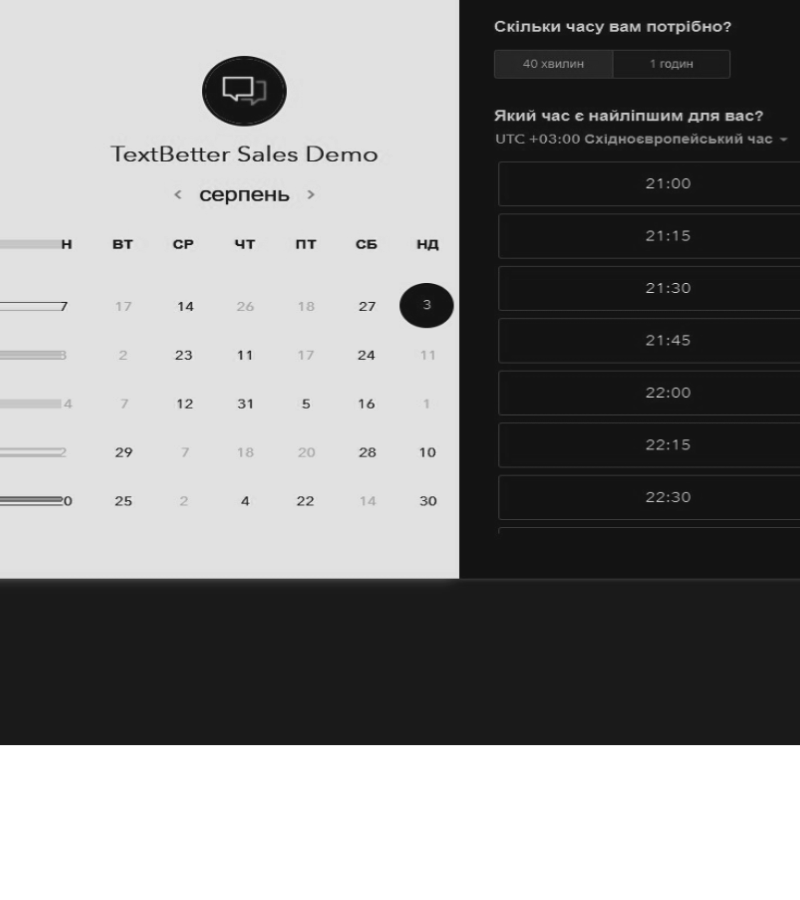 TextBetter Sales Demo
‹ серпень ›
Н ВТ СР ЧТ ПТ СБ НД
7 17 14 26 18 27 3
3 2 23 11 17 24 11
4 7 12 31 5 16 1
2 29 7 18 20 28 10
0 25 2 4 22 14 30
Скільки часу вам потрібно?
40 хвилин 1 годин
Який час є найліпшим для вас?
UTC +03:00 Східноєвропейський час
21:00
21:15
21:30
21:45
22:00
22:15
22:30